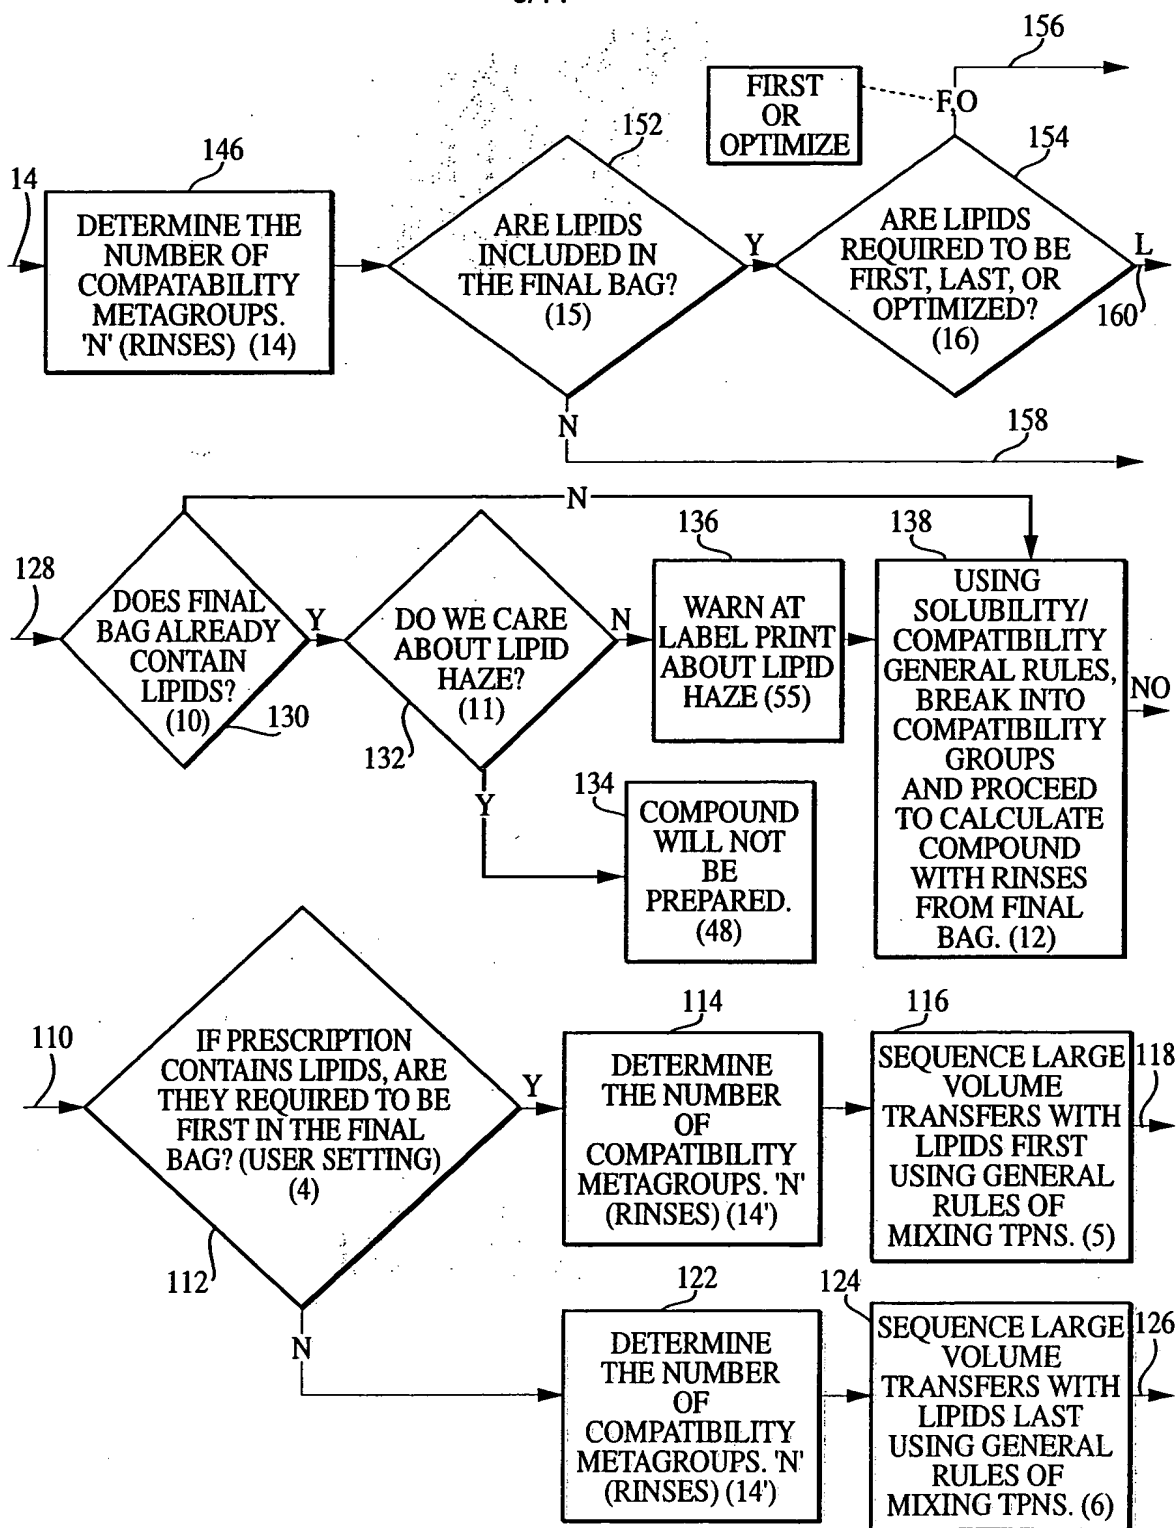 156
FIRST
OR
OPTIMIZE
F,O
152
154
146
14
DETERMINE THE
NUMBER OF
COMPATABILITY
METAGROUPS.
'N' (RINSES) (14)
ARE LIPIDS
INCLUDED IN
THE FINAL BAG?
(15)
Y
ARE LIPIDS
REQUIRED TO BE
FIRST, LAST, OR
OPTIMIZED?
(16)
L
160
N
158
N
128
DOES FINAL
BAG ALREADY
CONTAIN
LIPIDS?
(10)
130
Y
DO WE CARE
ABOUT LIPID
HAZE?
(11)
132
N
Y
136
WARN AT
LABEL PRINT
ABOUT LIPID
HAZE (55)
134
COMPOUND
WILL NOT
BE
PREPARED.
(48)
138
USING
SOLUBILITY/
COMPATIBILITY
GENERAL RULES,
BREAK INTO
COMPATIBILITY
GROUPS
AND PROCEED
TO CALCULATE
COMPOUND
WITH RINSES
FROM FINAL
BAG. (12)
NO
110
IF PRESCRIPTION
CONTAINS LIPIDS, ARE
THEY REQUIRED TO BE
FIRST IN THE FINAL
BAG? (USER SETTING)
(4)
112
Y
114
DETERMINE
THE NUMBER
OF
COMPATIBILITY
METAGROUPS. 'N'
(RINSES) (14')
116
SEQUENCE LARGE
VOLUME
TRANSFERS WITH
LIPIDS FIRST
USING GENERAL
RULES OF
MIXING TPNS. (5)
118
N
122
DETERMINE
THE NUMBER
OF
COMPATIBILITY
METAGROUPS. 'N'
(RINSES) (14')
124
SEQUENCE LARGE
VOLUME
TRANSFERS WITH
LIPIDS LAST
USING GENERAL
RULES OF
MIXING TPNS. (6)
126